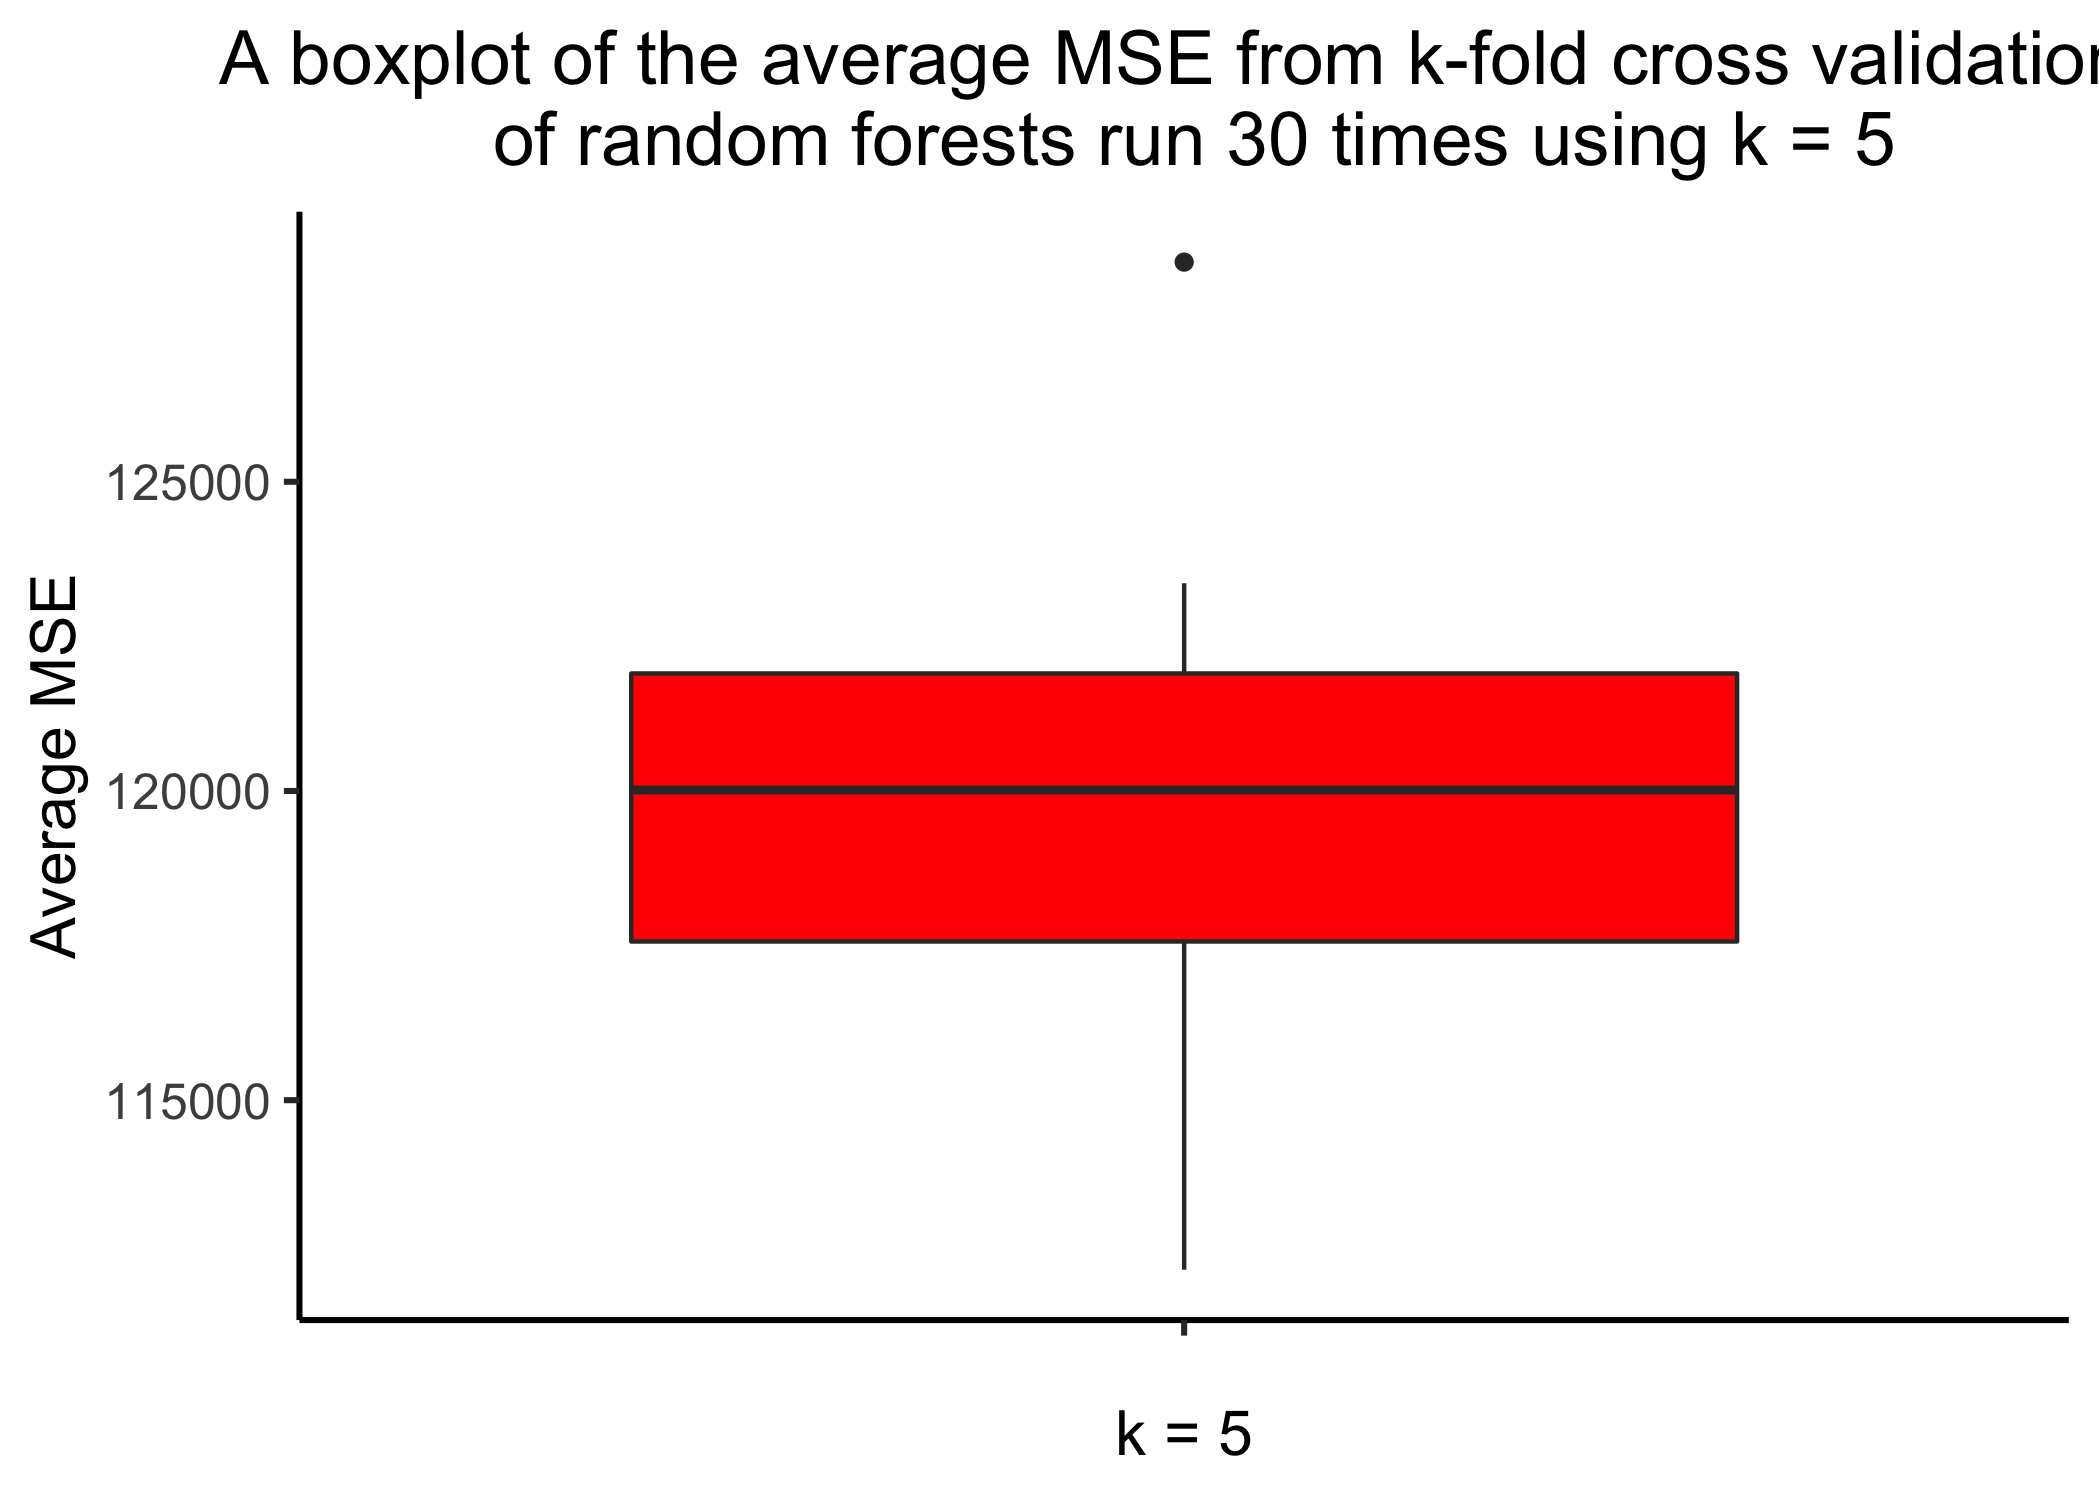 A boxplot of the average MSE from k-fold cross validation
of random forests run 30 times using k = 5
125000
120000
115000
Average MSE
k = 5